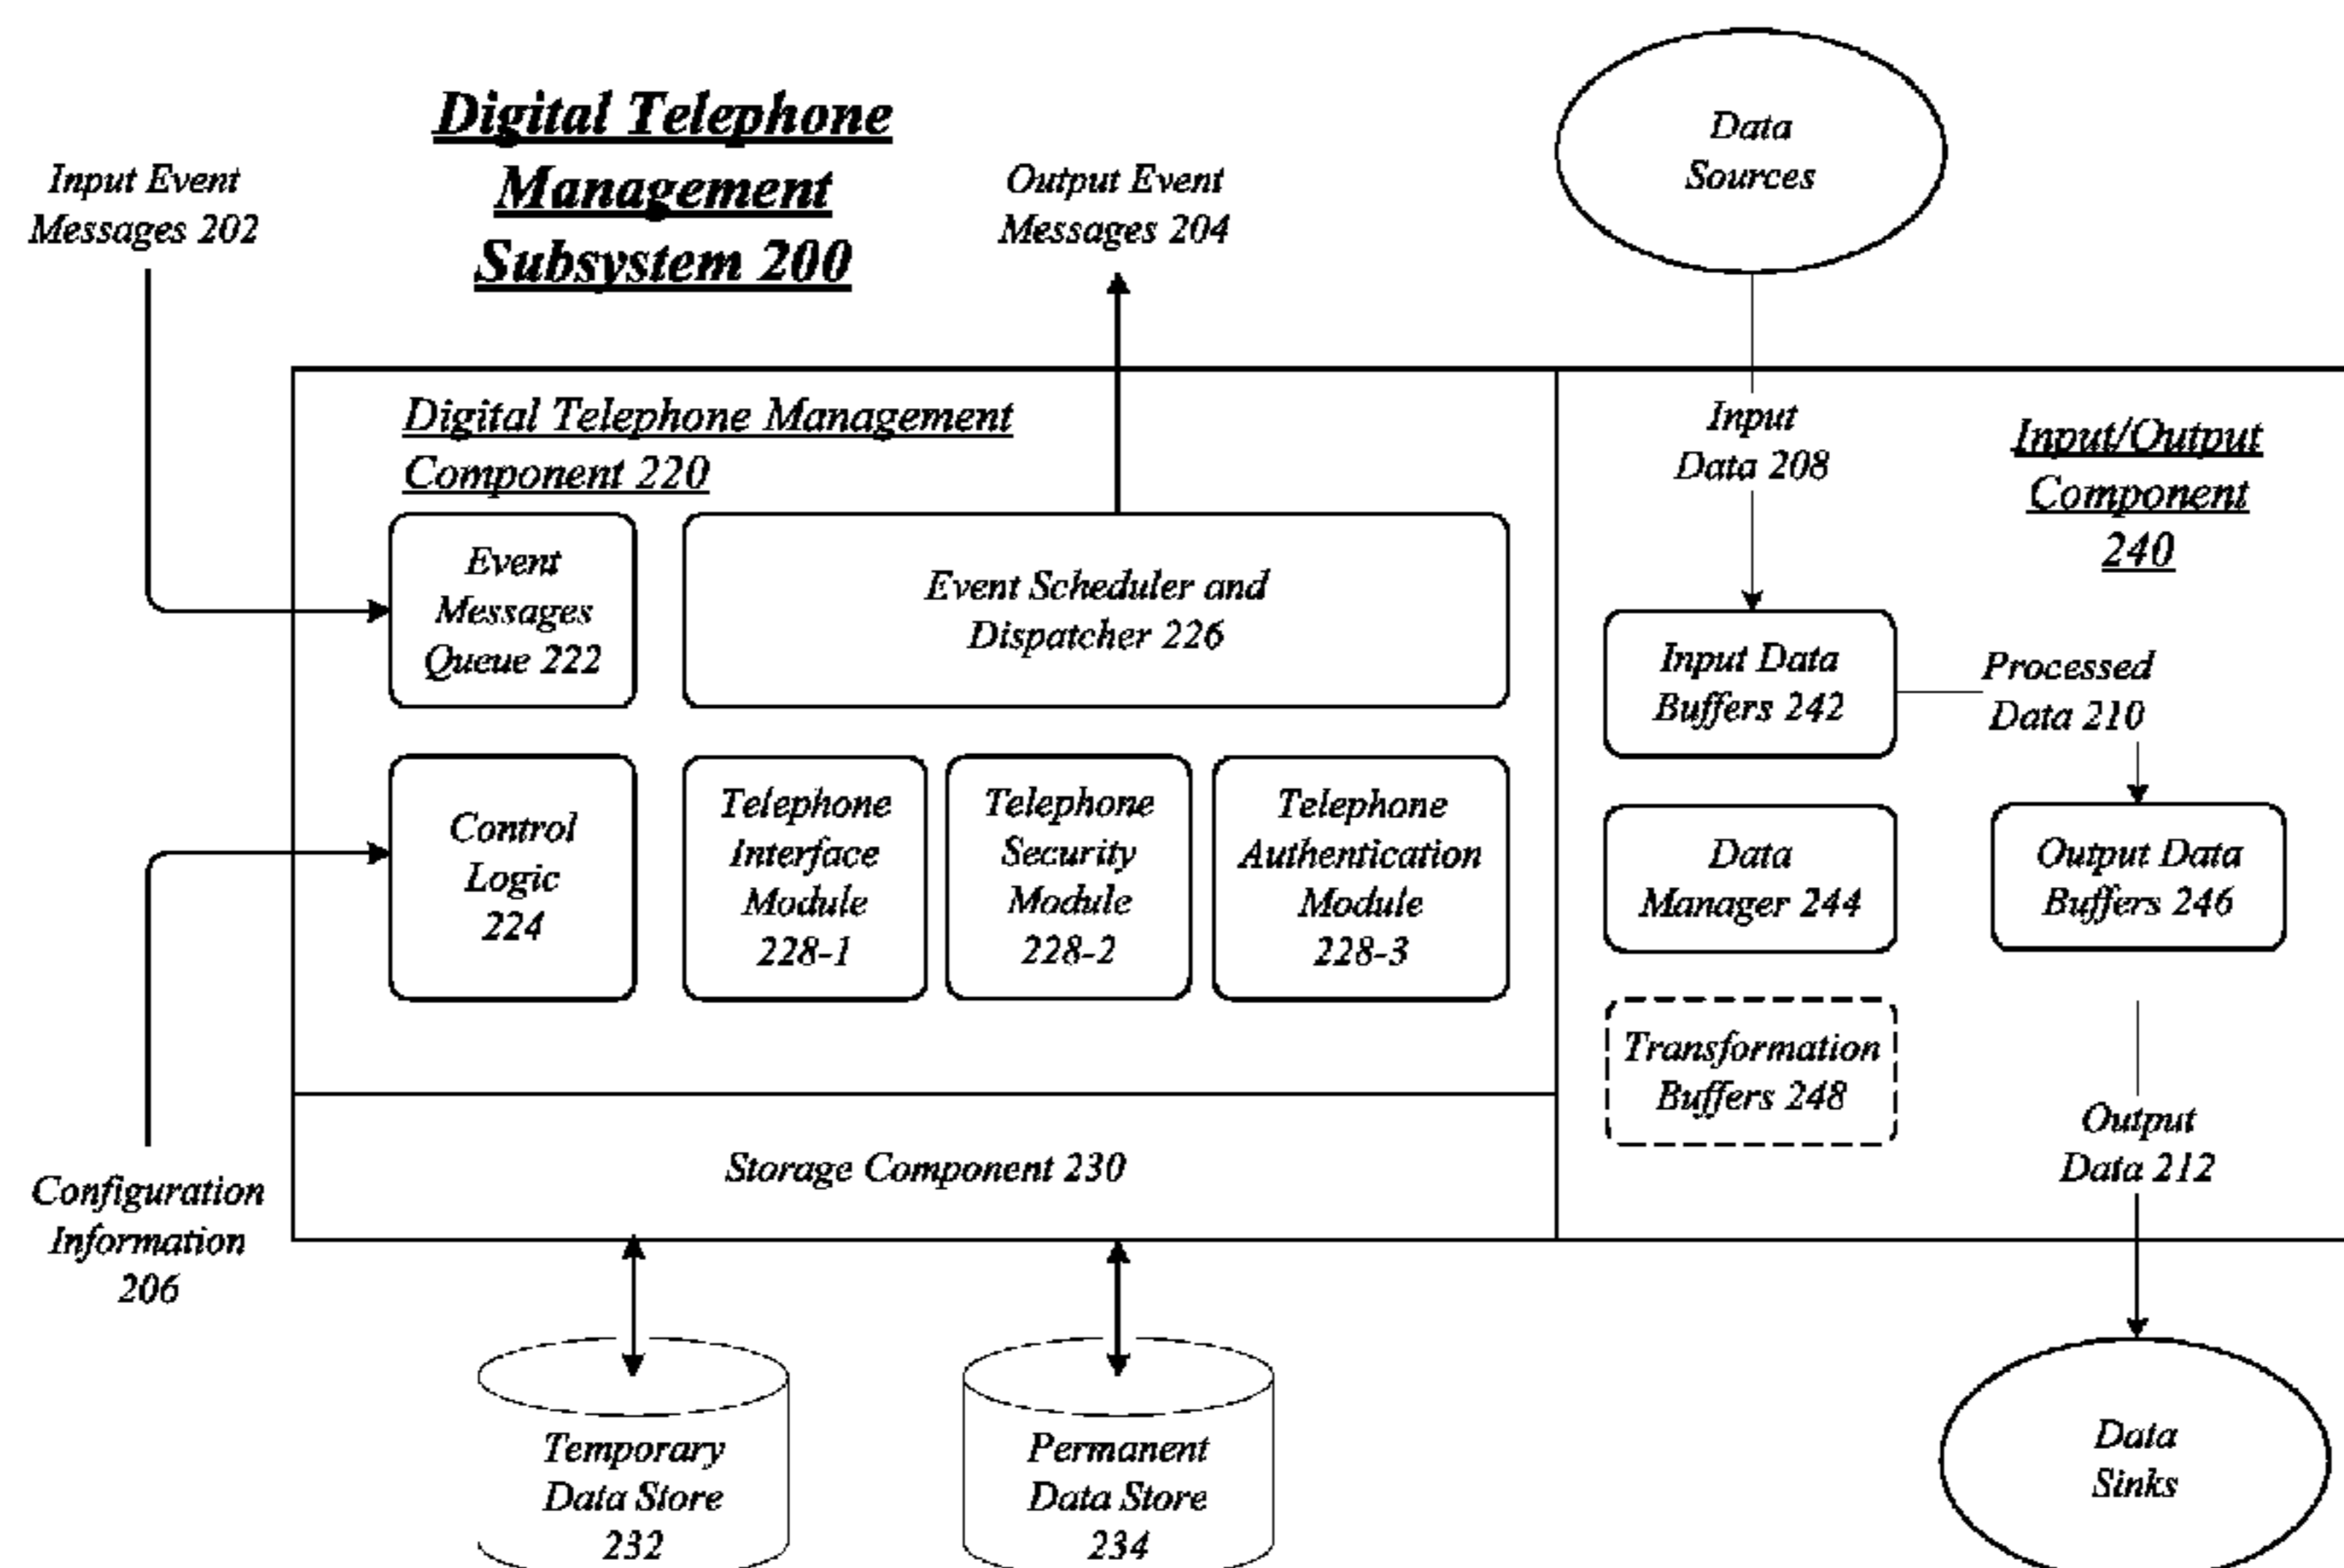 Digital Telephone
Management
Subsystem 200
Input Event
Messages 202
Output Event
Messages 204
Data
Sources
Digital Telephone Management
Component 220
Input
Data 208
Input/Output
Component
240
Event
Messages
Queue 222
Event Scheduler and
Dispatcher 226
Input Data
Buffers 242
Processed
Data 210
Control
Logic
224
Telephone
Interface
Module
228-1
Telephone
Security
Module
228-2
Telephone
Authentication
Module
228-3
Data
Manager 244
Output Data
Buffers 246
Transformation
Buffers 248
Output
Data 212
Storage Component 230
Configuration
Information
206
Temporary
Data Store
232
Permanent
Data Store
234
Data
Sinks